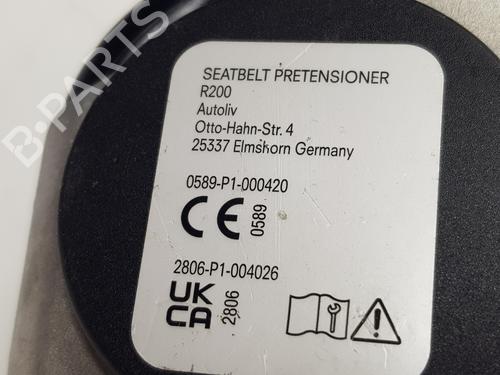 SEATBELT PRETENSIONER
R200
Autoliv
Otto-Hahn-Str. 4
25337 Elmshorn Germany
0589-P1-000420
CE 0589
2806-P1-004026
UK
CA 2806
B-PARTS